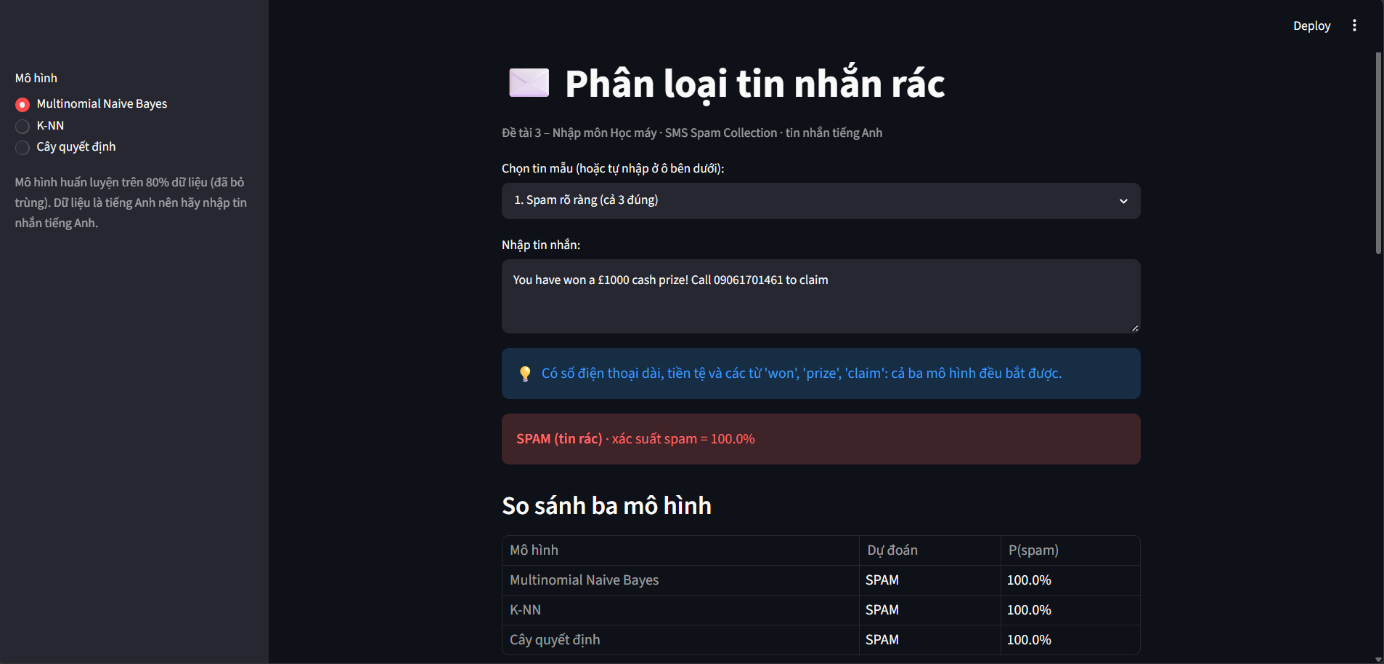 Deploy
Mô hình
Multinomial Naive Bayes
K-NN
Cây quyết định
Mô hình huấn luyện trên 80% dữ liệu (đã bỏ
trùng). Dữ liệu là tiếng Anh nên hãy nhập tin
nhắn tiếng Anh.
Phân loại tin nhắn rác
Đề tài 3 – Nhập môn Học máy · SMS Spam Collection · tin nhắn tiếng Anh
Chọn tin mẫu (hoặc tự nhập ở ô bên dưới):
1. Spam rõ ràng (cả 3 đúng)
Nhập tin nhắn:
You have won a £1000 cash prize! Call 09061701461 to claim
Có số điện thoại dài, tiền tệ và các từ 'won', 'prize', 'claim': cả ba mô hình đều bắt được.
SPAM (tin rác) · xác suất spam = 100.0%
So sánh ba mô hình
Mô hình Dự đoán P(spam)
Multinomial Naive Bayes SPAM 100.0%
K-NN SPAM 100.0%
Cây quyết định SPAM 100.0%